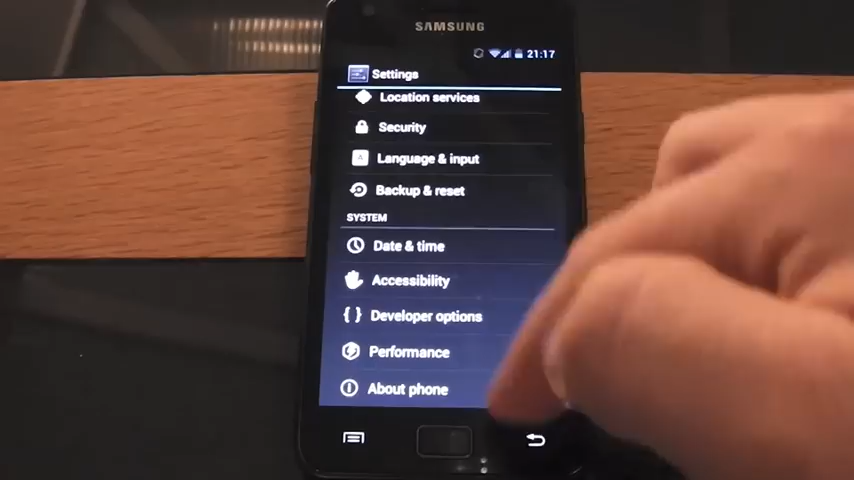 SAMSUNG
21:17
Settings
Location services
Security
A
Language & input
Backup & reset
SYSTEM
Date & time
Accessibility
{ } Developer options
Performance
About phone